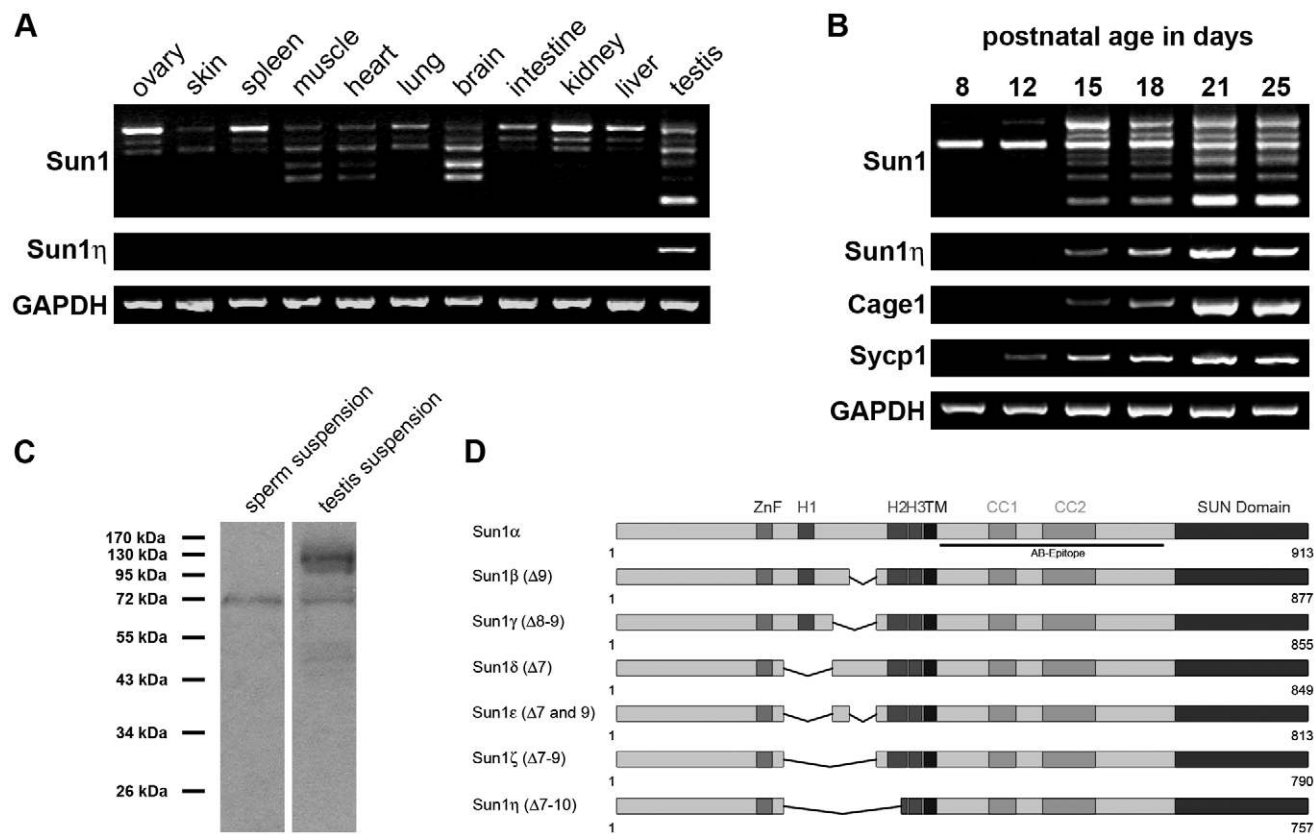 A
ovary skin spleen muscle heart lung brain intestine kidney liver testis
Sun1
Sun1η
GAPDH
B
postnatal age in days
8 12 15 18 21 25
Sun1
Sun1η
Cage1
Sycp1
GAPDH
C
sperm suspension testis suspension
170 kDa
130 kDa
95 kDa
72 kDa
55 kDa
43 kDa
34 kDa
26 kDa
D
ZnF H1 H2 H3 TM CC1 CC2 SUN Domain
Sun1α
1 AB-Epitope 913
Sun1β (Δ9)
1 877
Sun1γ (Δ8-9)
1 855
Sun1δ (Δ7)
1 849
Sun1ε (Δ7 and 9)
1 813
Sun1ζ (Δ7-9)
1 790
Sun1η (Δ7-10)
1 757